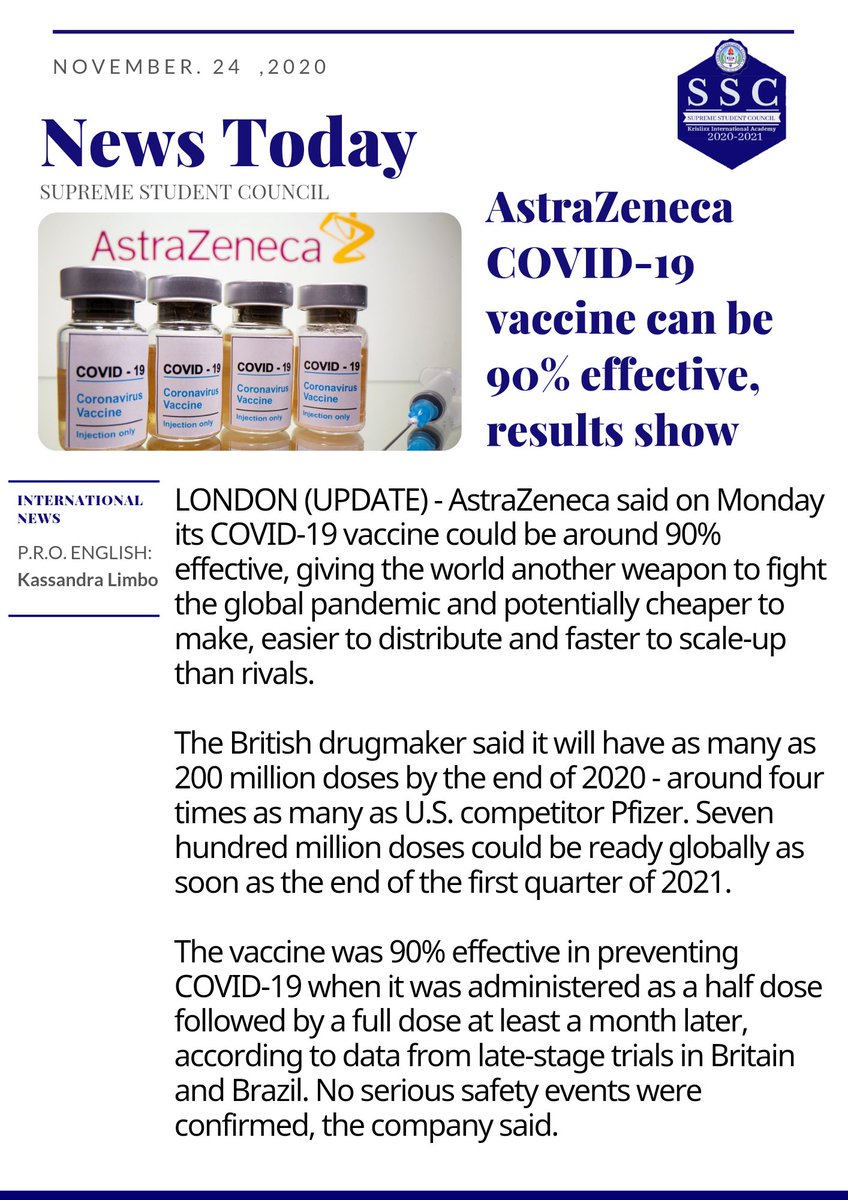 NOVEMBER. 24 ,2020
SSC
SUPREME STUDENT COUNCIL
Krislizz International Academy
2020-2021
News Today
SUPREME STUDENT COUNCIL
AstraZeneca
COVID - 19
Coronavirus
Vaccine
Injection only
COVID - 19
Coronavirus
Vaccine
Injection only
COVID - 19
Coronavirus
Vaccine
Injection only
COVID - 19
Coronavirus
Vaccine
Injection only
AstraZeneca
COVID-19
vaccine can be
90% effective,
results show
INTERNATIONAL
NEWS
P.R.O. ENGLISH:
Kassandra Limbo
LONDON (UPDATE) - AstraZeneca said on Monday
its COVID-19 vaccine could be around 90%
effective, giving the world another weapon to fight
the global pandemic and potentially cheaper to
make, easier to distribute and faster to scale-up
than rivals.
The British drugmaker said it will have as many as
200 million doses by the end of 2020 - around four
times as many as U.S. competitor Pfizer. Seven
hundred million doses could be ready globally as
soon as the end of the first quarter of 2021.
The vaccine was 90% effective in preventing
COVID-19 when it was administered as a half dose
followed by a full dose at least a month later,
according to data from late-stage trials in Britain
and Brazil. No serious safety events were
confirmed, the company said.